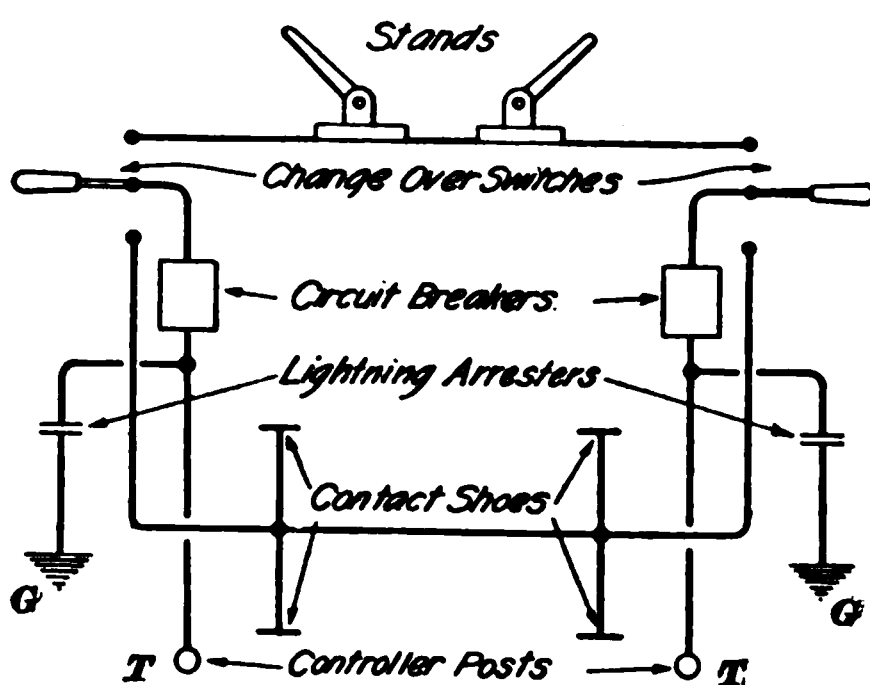 Stands
Change Over Switches
Circuit Breakers.
Lightning Arresters
Contact Shoes
G G
T Controller Posts T